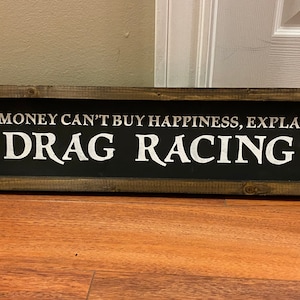 MONEY CAN'T BUY HAPPINESS, EXPLA
DRAG RACING